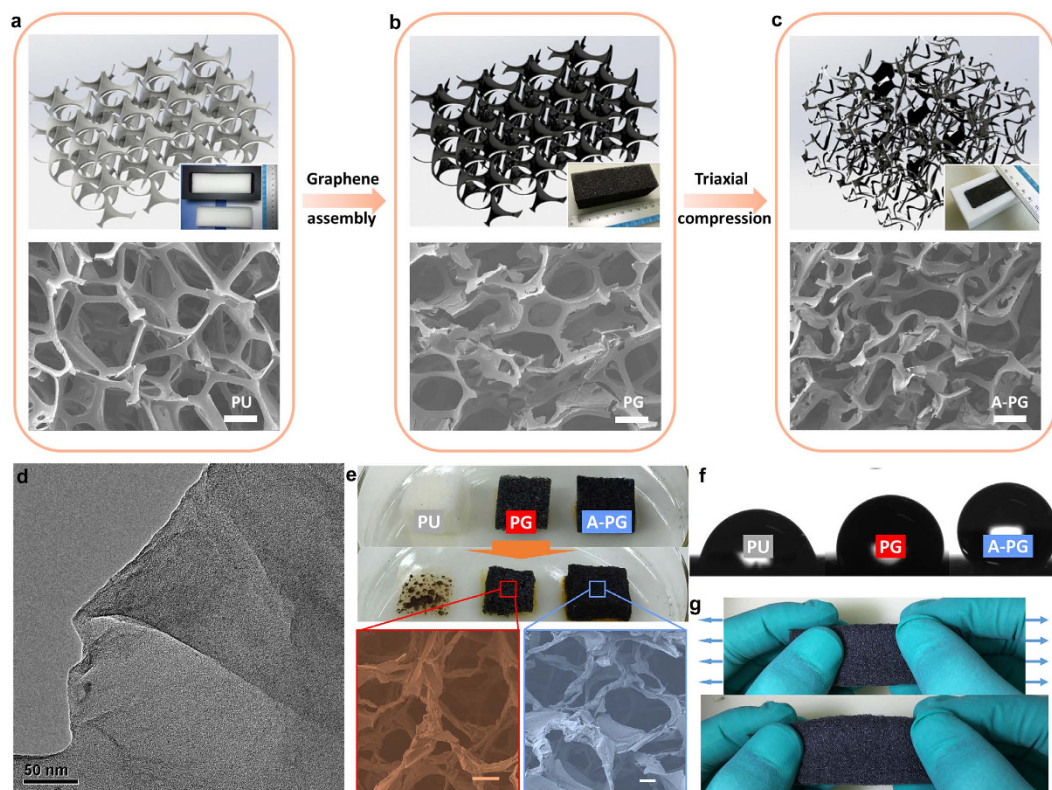 a
b
c
Graphene
assembly
Triaxial
compression
PU
PG
A-PG
d
50 nm
e
PU
PG
A-PG
f
PU
PG
A-PG
g